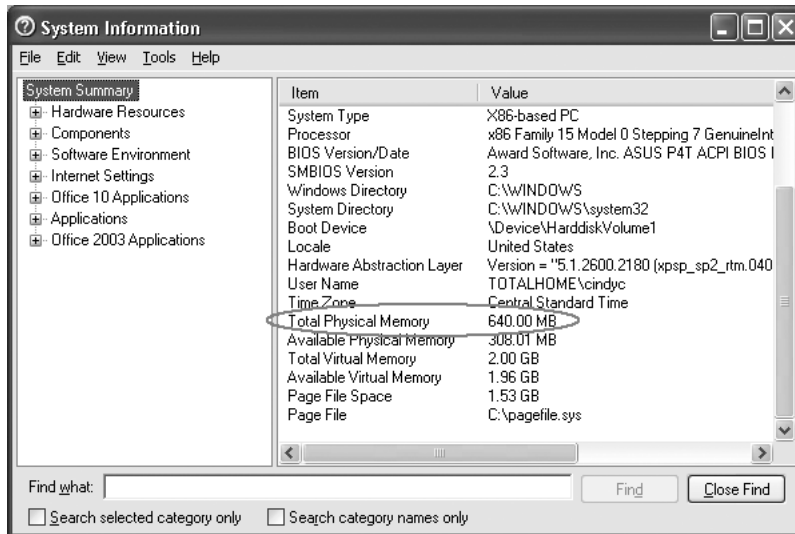 System Information
File Edit View Tools Help
System Summary
Hardware Resources
Components
Software Environment
Internet Settings
Office 10 Applications
Applications
Office 2003 Applications
Item Value
System Type X86-based PC
Processor x86 Family 15 Model 0 Stepping 7 GenuineInt
BIOS Version/Date Award Software, Inc. ASUS P4T ACPI BIOS
SMBIOS Version 2.3
Windows Directory C:\WINDOWS
System Directory C:\WINDOWS\system32
Boot Device \Device\HarddiskVolume1
Locale United States
Hardware Abstraction Layer Version = "5.1.2600.2180 (xpsp_sp2_rtm.040
User Name TOTALHOME\cindyc
Time Zone Central Standard Time
Total Physical Memory 640.00 MB
Available Physical Memory 308.01 MB
Total Virtual Memory 2.00 GB
Available Virtual Memory 1.96 GB
Page File Space 1.53 GB
Page File C:\pagefile.sys
Find what:
Find
Close Find
Search selected category only
Search category names only